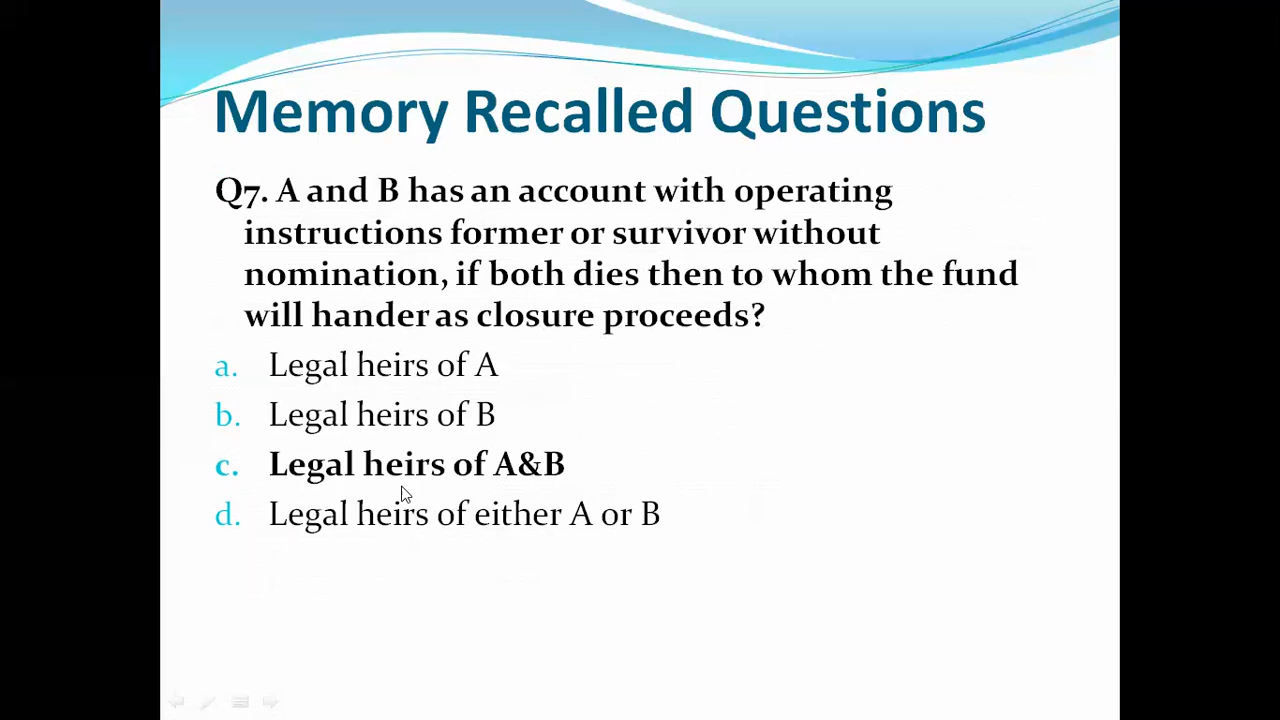 Memory Recalled Questions
Q7. A and B has an account with operating
instructions former or survivor without
nomination, if both dies then to whom the fund
will hander as closure proceeds?
a. Legal heirs of A
b. Legal heirs of B
c. Legal heirs of A&B
d. Legal heirs of either A or B